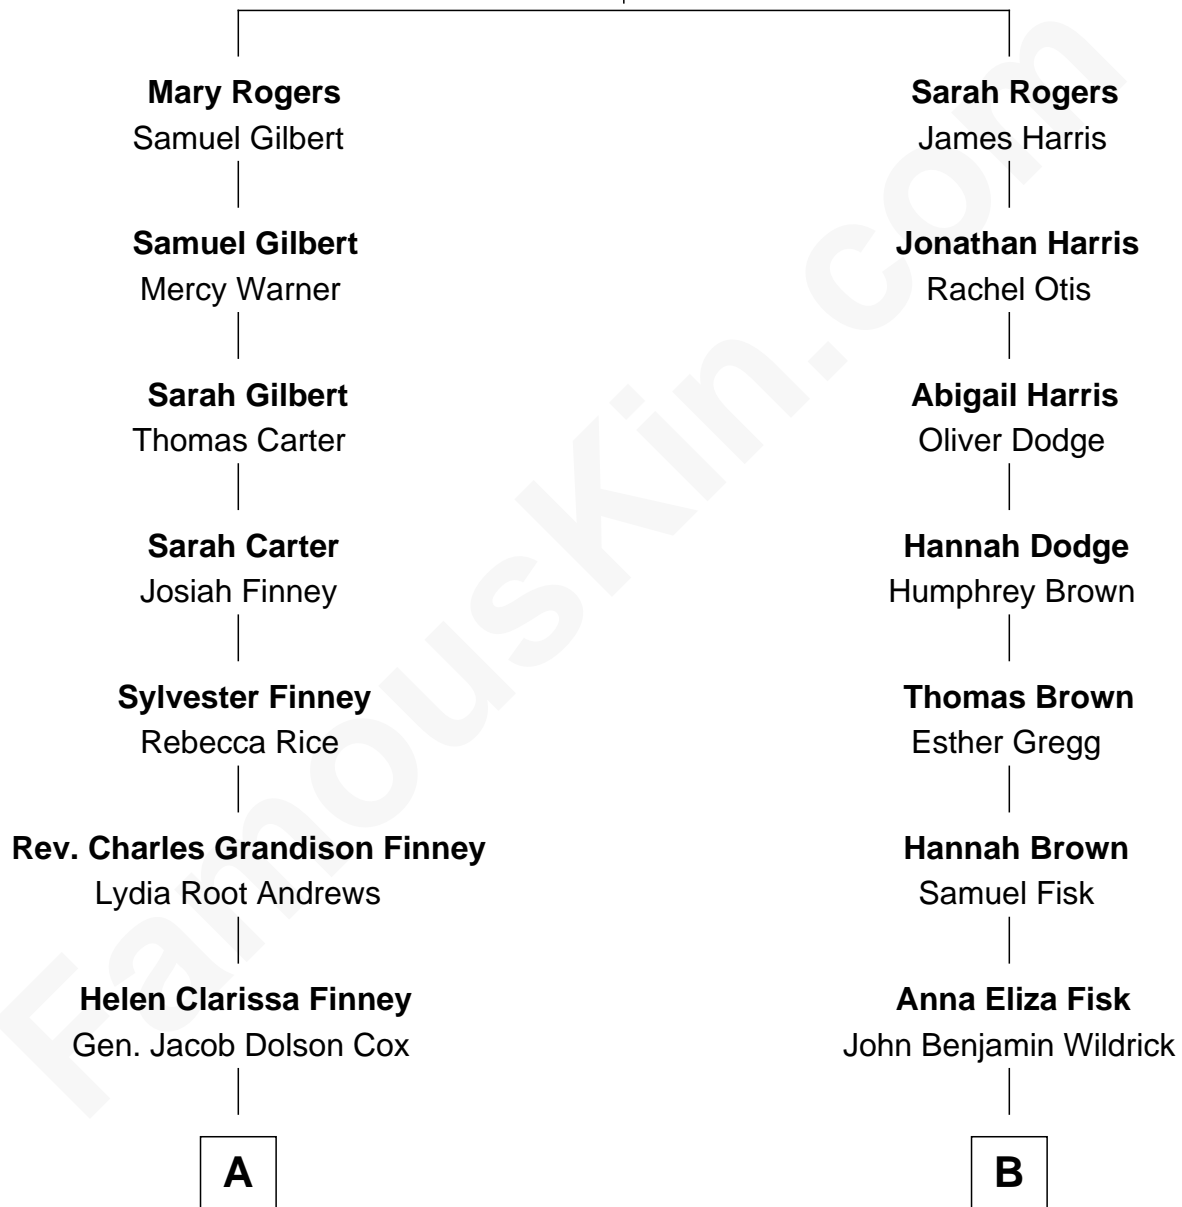 Mary Rogers
Samuel Gilbert
Samuel Gilbert
Mercy Warner
Sarah Gilbert
Thomas Carter
Sarah Carter
Josiah Finney
Sylvester Finney
Rebecca Rice
Rev. Charles Grandison Finney
Lydia Root Andrews
Helen Clarissa Finney
Gen. Jacob Dolson Cox
A
Sarah Rogers
James Harris
Jonathan Harris
Rachel Otis
Abigail Harris
Oliver Dodge
Hannah Dodge
Humphrey Brown
Thomas Brown
Esther Gregg
Hannah Brown
Samuel Fisk
Anna Eliza Fisk
John Benjamin Wildrick
B
FamousKin.com